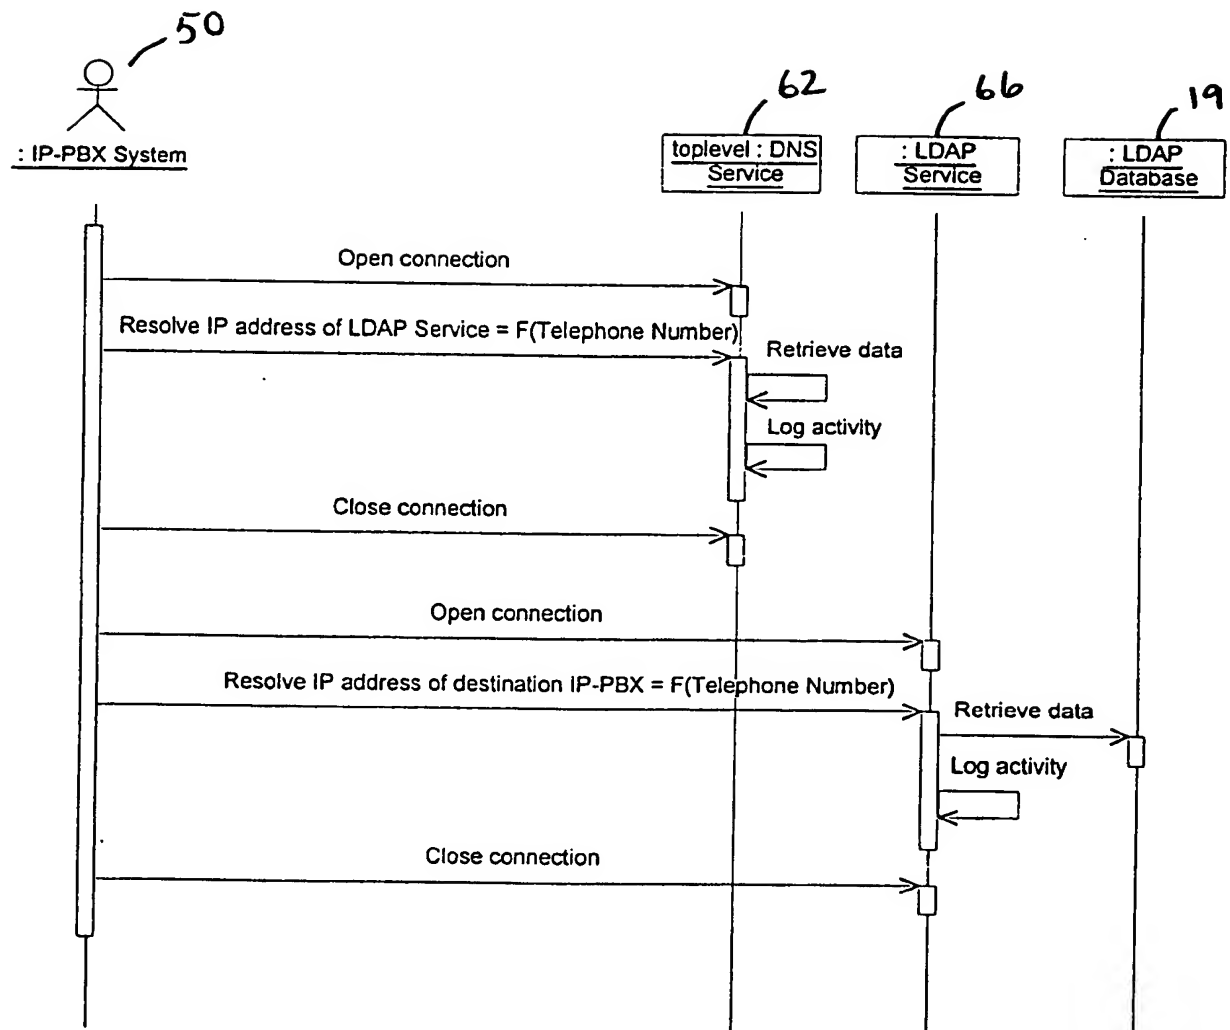 50
62
66
19
: IP-PBX System
toplevel : DNS
Service
: LDAP
Service
: LDAP
Database
Open connection
Resolve IP address of LDAP Service = F(Telephone Number)
Retrieve data
Log activity
Close connection
Open connection
Resolve IP address of destination IP-PBX = F(Telephone Number)
Retrieve data
Log activity
Close connection